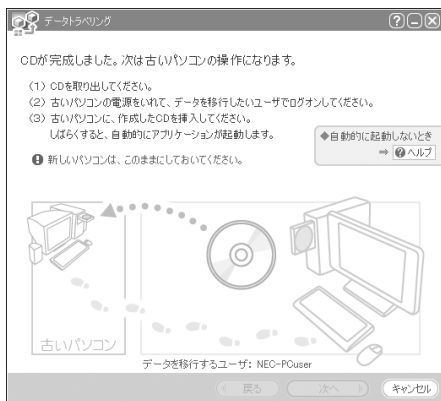 データトラベリング
CDが完成しました。次は古いパソコンの操作になります。
(1) CDを取り出してください。
(2) 古いパソコンの電源をいれて、データを移行したいユーザでログオンしてください。
(3) 古いパソコンに、作成したCDを挿入してください。
しばらくすると、自動的にアプリケーションが起動します。
◆自動的に起動しないとき
⇒ ?ヘルプ
! 新しいパソコンは、このままにしておいてください。
古いパソコン
データを移行するユーザ: NEC-PCuser
戻る 次へ キャンセル